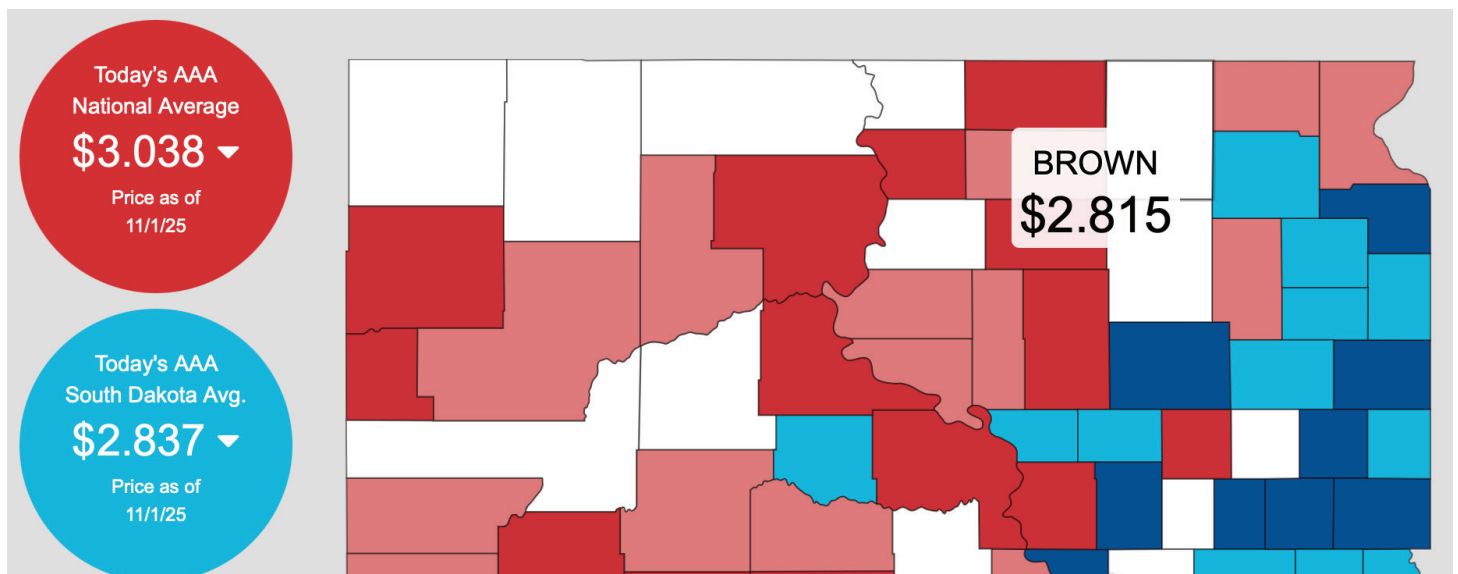 Today's AAA
National Average
$3.038
Price as of
11/1/25
Today's AAA
South Dakota Avg.
$2.837
Price as of
11/1/25
BROWN
$2.815